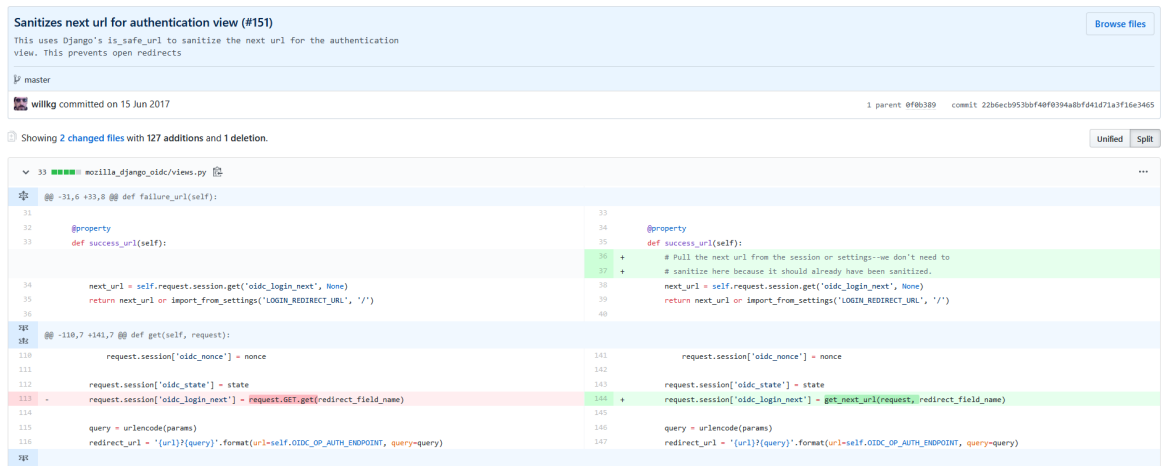 Sanitizes next url for authentication view (#151)
Browse files
This uses Django's is_safe_url to sanitize the next url for the authentication
view. This prevents open redirects
master
willkg committed on 15 Jun 2017
1 parent 0f0b389 commit 22b6ecb953bbf40f0394a8bfd41d71a3f16e3465
Showing 2 changed files with 127 additions and 1 deletion.
Unified Split
33 mozilla_django_oidc/views.py
@@ -31,6 +33,8 @@ def failure_url(self):
31 33
32 @property 34 @property
33 def success_url(self): 35 def success_url(self):
36 + # Pull the next url from the session or settings--we don't need to
37 + # sanitize here because it should already have been sanitized.
34 next_url = self.request.session.get('oidc_login_next', None) 38 next_url = self.request.session.get('oidc_login_next', None)
35 return next_url or import_from_settings('LOGIN_REDIRECT_URL', '/') 39 return next_url or import_from_settings('LOGIN_REDIRECT_URL', '/')
36 40
@@ -110,7 +141,7 @@ def get(self, request):
110 request.session['oidc_nonce'] = nonce 141 request.session['oidc_nonce'] = nonce
111 142
112 request.session['oidc_state'] = state 143 request.session['oidc_state'] = state
113 - request.session['oidc_login_next'] = request.GET.get(redirect_field_name) 144 + request.session['oidc_login_next'] = get_next_url(request, redirect_field_name)
114 145
115 query = urlencode(params) 146 query = urlencode(params)
116 redirect_url = '{url}?{query}'.format(url=self.OIDC_OP_AUTH_ENDPOINT, query=query) 147 redirect_url = '{url}?{query}'.format(url=self.OIDC_OP_AUTH_ENDPOINT, query=query)